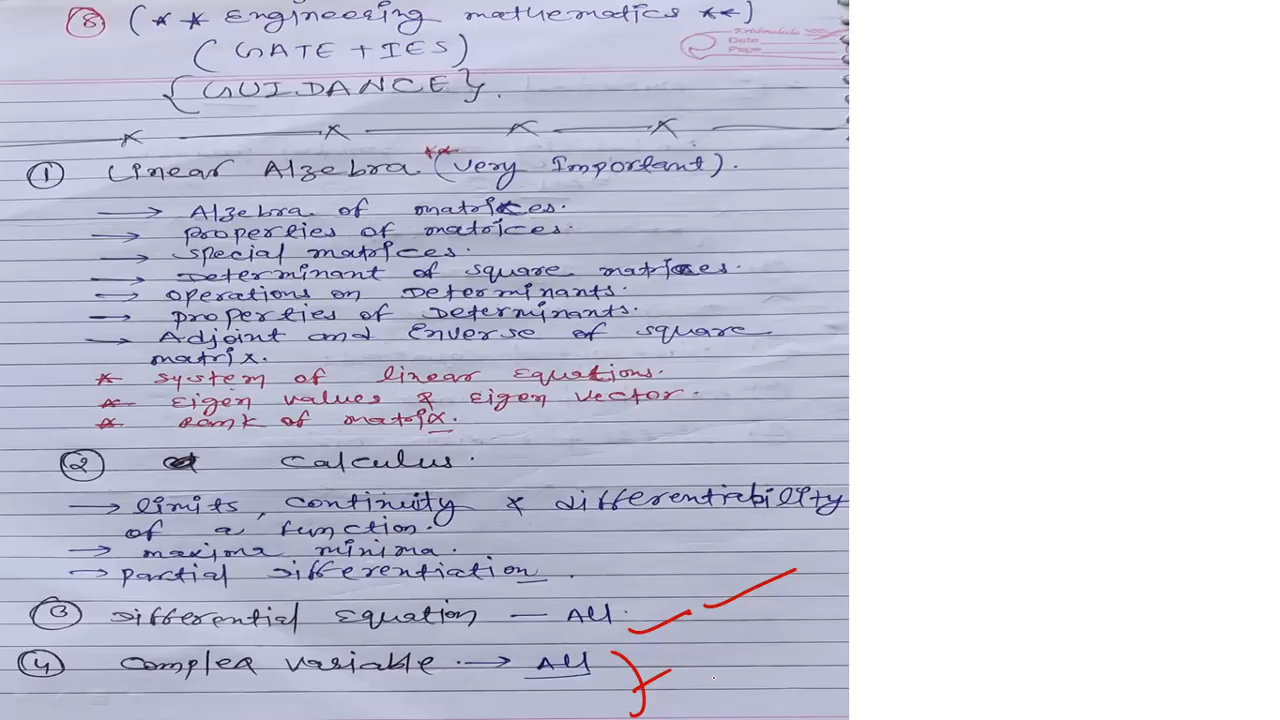 ⑧ (** Engineering mathematics **)
(GATE + IES)
{GUIDANCE}.
Date
Page
① Linear Algebra ** (very Important).
→ Algebra of matrices.
→ properties of matrices.
→ special matrices.
→ Determinant of square matrices.
→ operations on Determinants.
→ properties of Determinants.
→ Adjoint and Enverse of square
matrix.
* system of linear Equations.
* Eigen values & Eigen vector.
* Rank of matrix.
② Calculus.
→ limits, continuity & differentiability
of a function.
→ maxima minima.
→ partial Differentiation.
③ Differential Equation — All.
④ Complex variable. → All